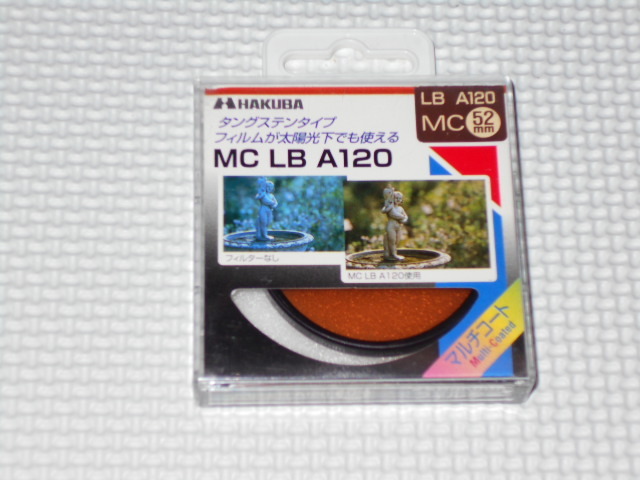 HAKUBA
LB A120
MC 52 mm
タングステンタイプ
フィルムが太陽光下でも使える
MC LB A120
フィルターなし
MC LB A120使用
マルチコート
Multi-Coated